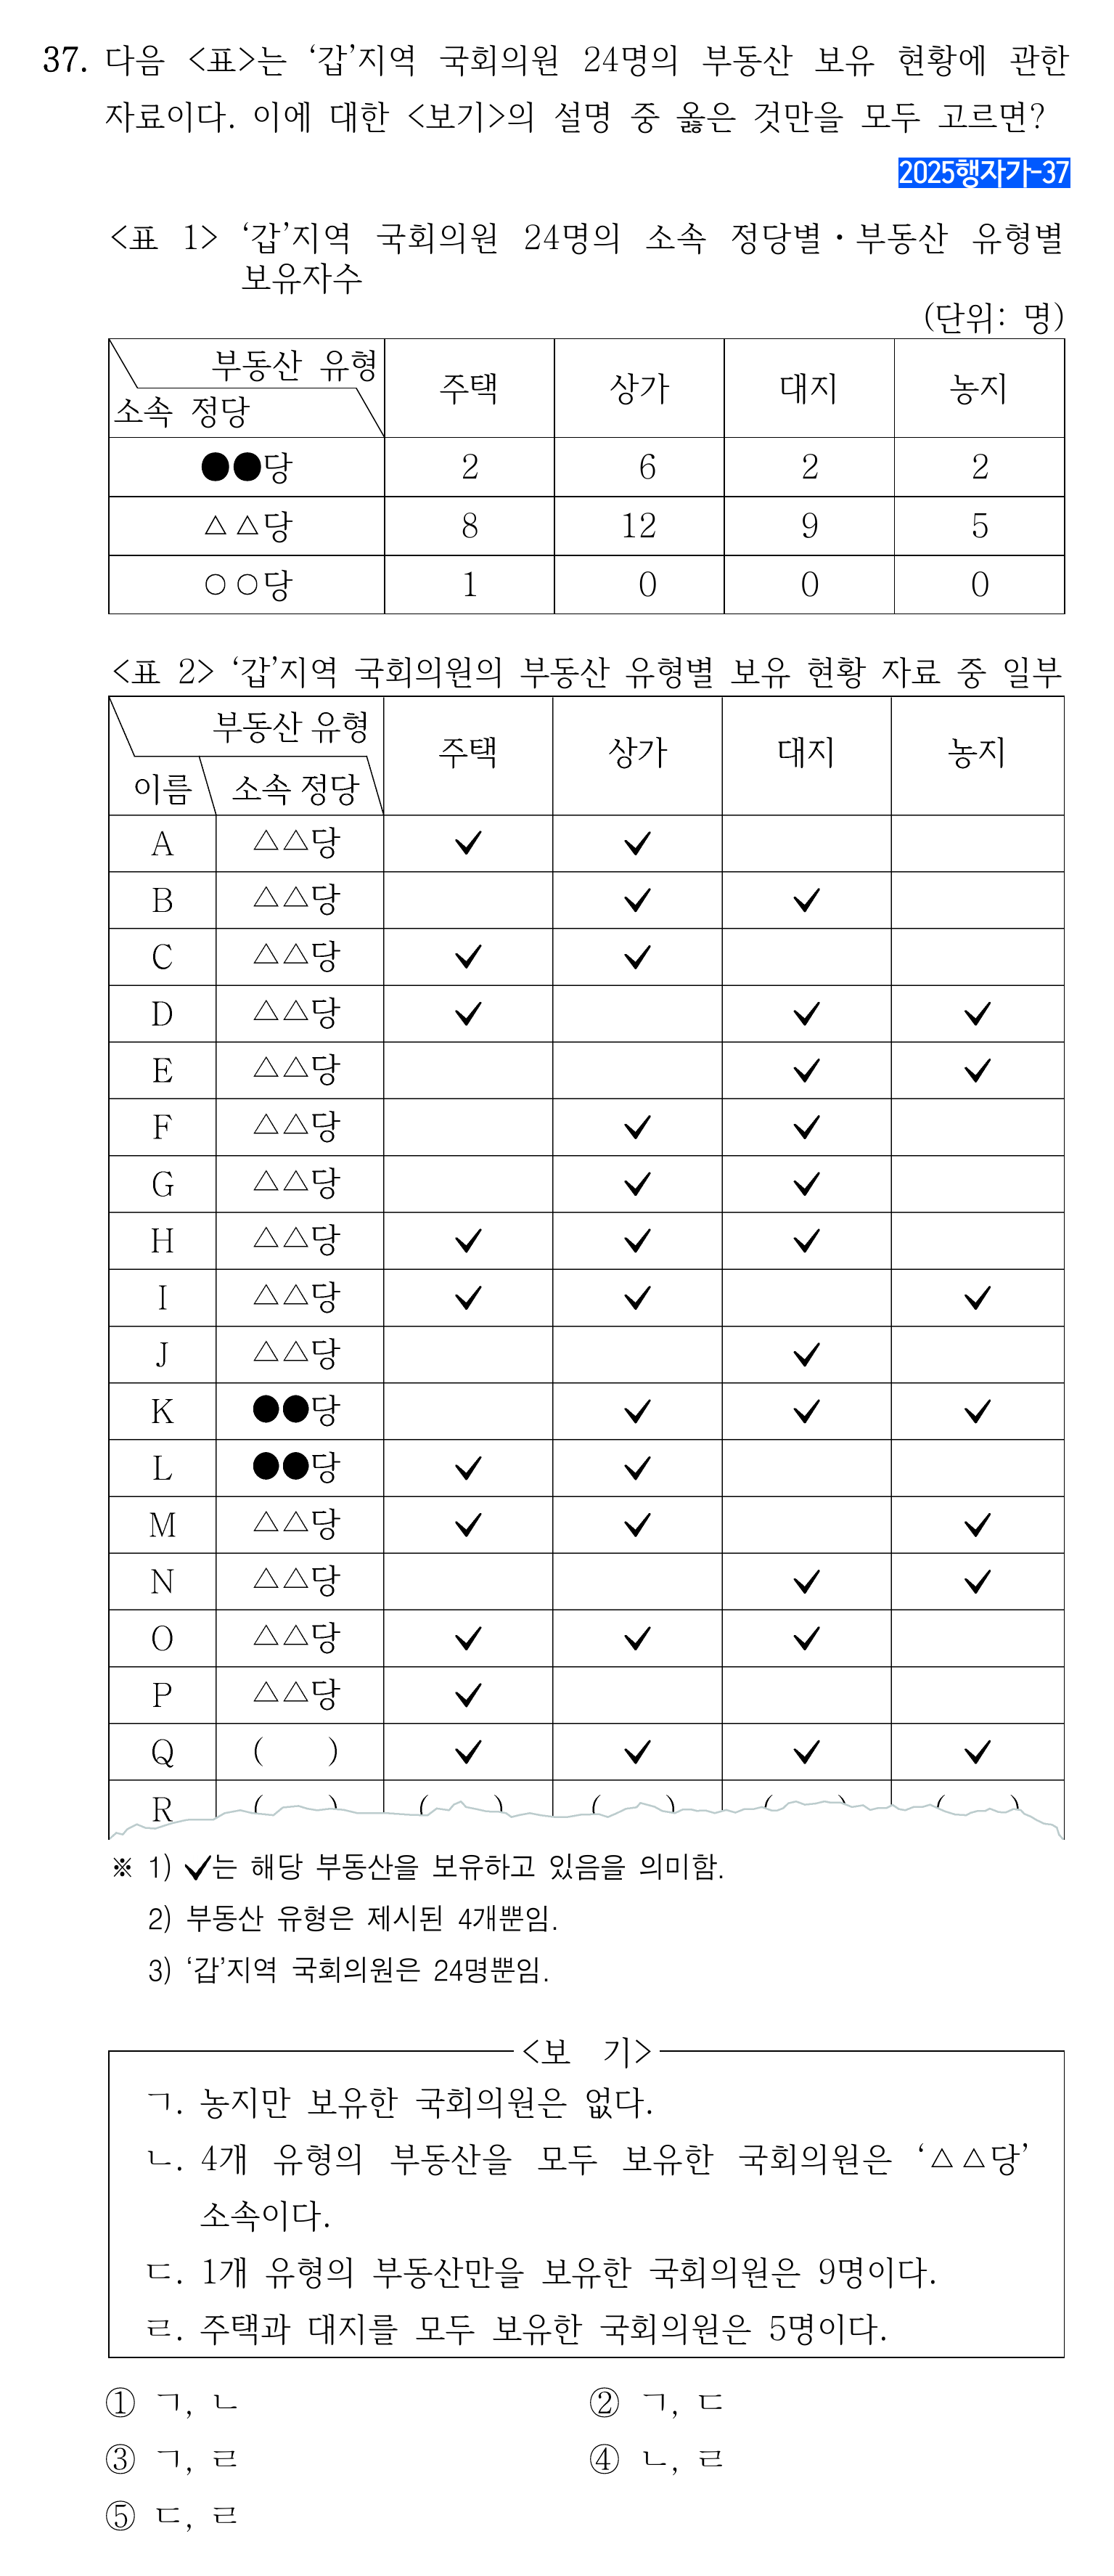 37. 다음 <표>는 ‘갑’지역 국회의원 24명의 부동산 보유 현황에 관한
자료이다. 이에 대한 <보기>의 설명 중 옳은 것만을 모두 고르면?
2025행자가-37
<표 1> ‘갑’지역 국회의원 24명의 소속 정당별·부동산 유형별
보유자수
(단위: 명)
부동산 유형
소속 정당 주택 상가 대지 농지
●●당 2 6 2 2
△△당 8 12 9 5
○○당 1 0 0 0
<표 2> ‘갑’지역 국회의원의 부동산 유형별 보유 현황 자료 중 일부
부동산 유형
이름 소속 정당 주택 상가 대지 농지
A △△당 ✓ ✓
B △△당 ✓ ✓
C △△당 ✓ ✓
D △△당 ✓ ✓ ✓
E △△당 ✓ ✓
F △△당 ✓ ✓
G △△당 ✓ ✓
H △△당 ✓ ✓ ✓
I △△당 ✓ ✓ ✓
J △△당 ✓
K ●●당 ✓ ✓ ✓
L ●●당 ✓ ✓
M △△당 ✓ ✓ ✓
N △△당 ✓ ✓
O △△당 ✓ ✓ ✓
P △△당 ✓
Q ( ) ✓ ✓ ✓ ✓
R ( ) ( ) ( ) ( ) ( )
※ 1) ✓는 해당 부동산을 보유하고 있음을 의미함.
2) 부동산 유형은 제시된 4개뿐임.
3) ‘갑’지역 국회의원은 24명뿐임.
<보 기>
ㄱ. 농지만 보유한 국회의원은 없다.
ㄴ. 4개 유형의 부동산을 모두 보유한 국회의원은 ‘△△당’
소속이다.
ㄷ. 1개 유형의 부동산만을 보유한 국회의원은 9명이다.
ㄹ. 주택과 대지를 모두 보유한 국회의원은 5명이다.
① ㄱ, ㄴ ② ㄱ, ㄷ
③ ㄱ, ㄹ ④ ㄴ, ㄹ
⑤ ㄷ, ㄹ